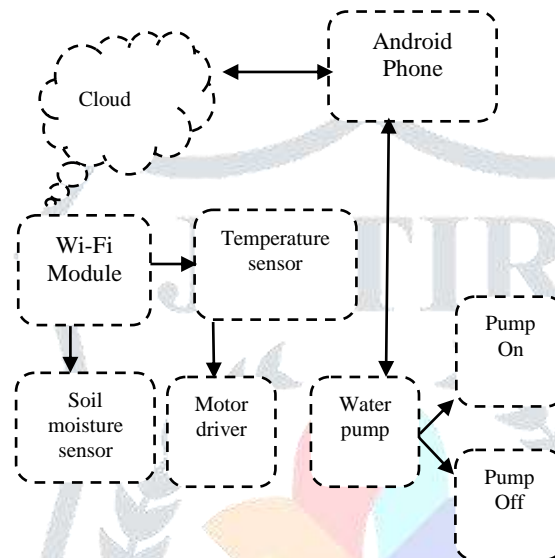 Android
Phone
Cloud
Wi-Fi
Module
Temperature
sensor
Pump
On
Soil
moisture
sensor
Motor
driver
Water
pump
Pump
Off
JETIR